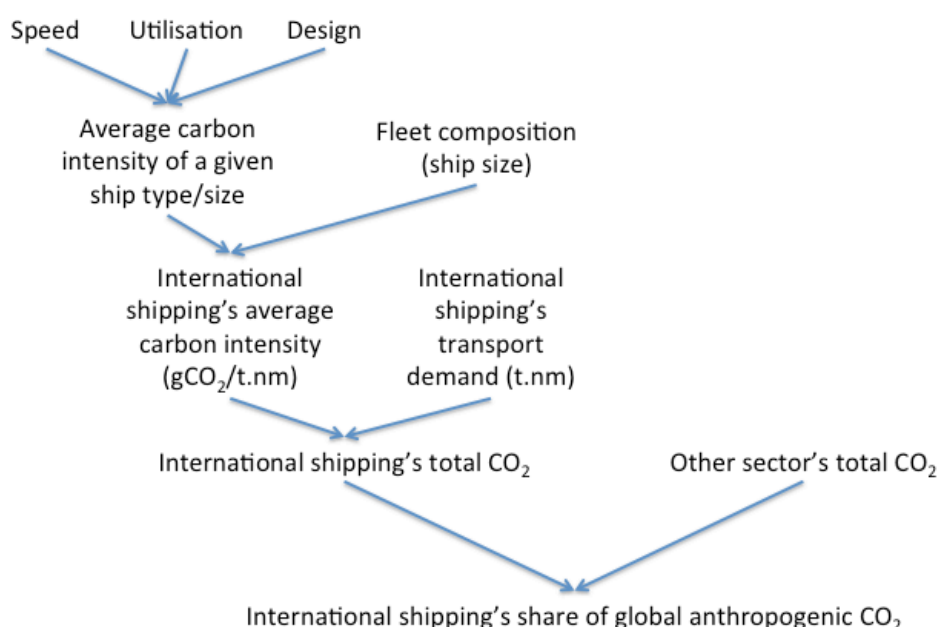 Speed Utilisation Design
Average carbon
intensity of a given
ship type/size
Fleet composition
(ship size)
International
shipping’s average
carbon intensity
(gCO₂/t.nm)
International
shipping’s
transport
demand (t.nm)
International shipping’s total CO₂
Other sector’s total CO₂
International shipping’s share of global anthropogenic CO₂